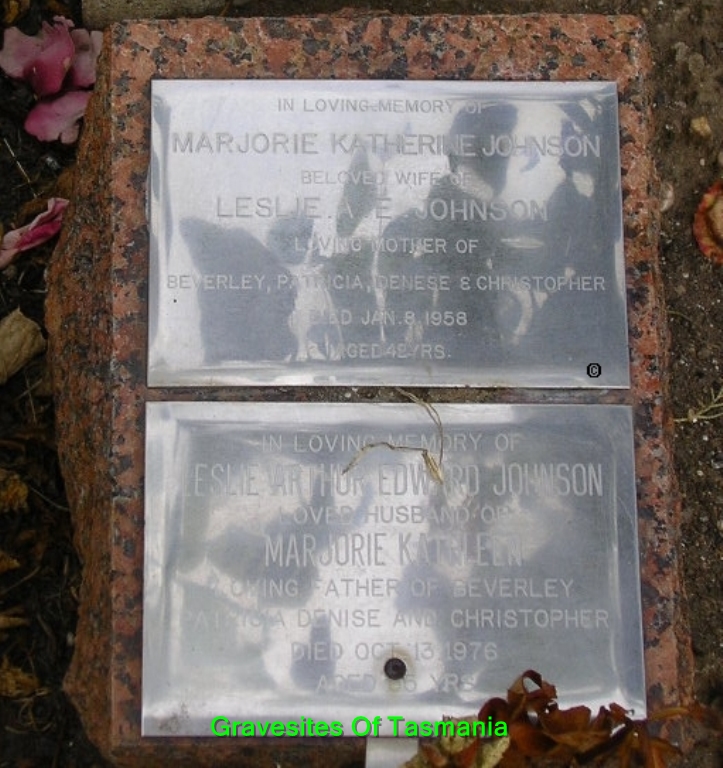 IN LOVING MEMORY OF
MARJORIE KATHERINE JOHNSON
BELOVED WIFE OF
LESLIE. A. E. JOHNSON
LOVING MOTHER OF
BEVERLEY, PATRICIA, DENESE & CHRISTOPHER
DIED JAN. 8. 1958
AGED 42 YRS.
©
IN LOVING MEMORY OF
LESLIE ARTHUR EDWARD JOHNSON
LOVED HUSBAND OF
MARJORIE KATHLEEN
LOVING FATHER OF BEVERLEY
PATRICIA DENISE AND CHRISTOPHER
DIED OCT 13 1976
AGED YRS
Gravesites Of Tasmania